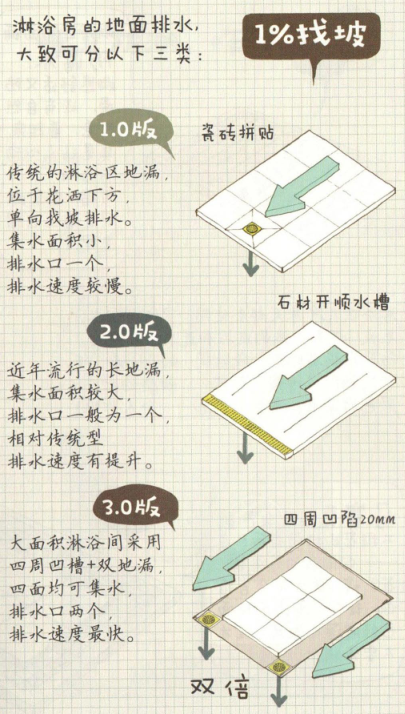 淋浴房的地面排水,
大致可分以下三类:
1%找坡
1.0版
瓷砖拼贴
传统的淋浴区地漏,
位于花洒下方,
单向找坡排水。
集水面积小,
排水口一个,
排水速度较慢。
石材开顺水槽
2.0版
近年流行的长地漏,
集水面积较大,
排水口一般为一个,
相对传统型
排水速度有提升。
3.0版
四周凹陷20mm
大面积淋浴间采用
四周凹槽+双地漏,
四面均可集水,
排水口两个,
排水速度最快。
双倍